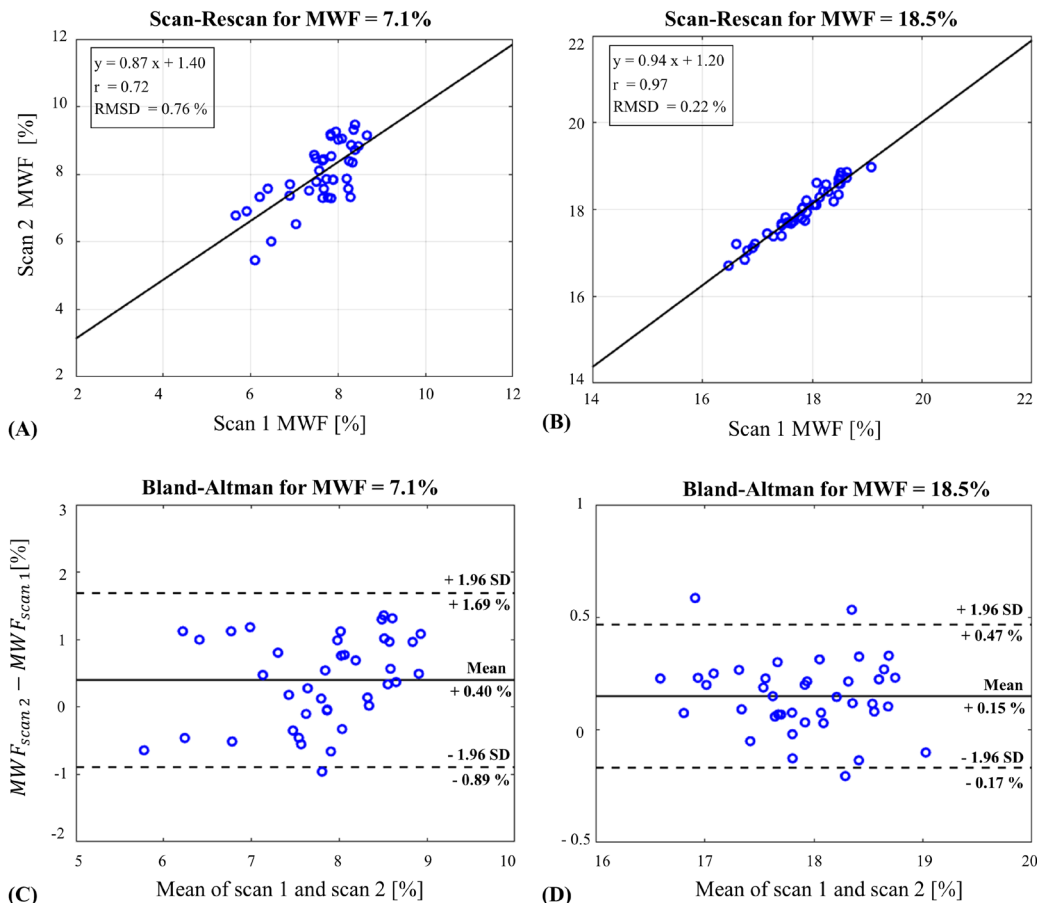 Scan-Rescan for MWF = 7.1%
12
10
8
6
4
2
y = 0.87 x + 1.40
r = 0.72
RMSD = 0.76 %
Scan 2 MWF [%]
2
4
6
8
10
12
Scan 1 MWF [%]
(A)
Scan-Rescan for MWF = 18.5%
22
20
18
16
14
y = 0.94 x + 1.20
r = 0.97
RMSD = 0.22 %
14
16
18
20
22
Scan 1 MWF [%]
(B)
Bland-Altman for MWF = 7.1%
3
2
1
0
-1
-2
MWF_scan 2 − MWF_scan 1 [%]
+ 1.96 SD
+ 1.69 %
Mean
+ 0.40 %
- 1.96 SD
- 0.89 %
5
6
7
8
9
10
Mean of scan 1 and scan 2 [%]
(C)
Bland-Altman for MWF = 18.5%
1
0.5
0
- 0.5
+ 1.96 SD
+ 0.47 %
Mean
+ 0.15 %
- 1.96 SD
- 0.17 %
16
17
18
19
20
Mean of scan 1 and scan 2 [%]
(D)